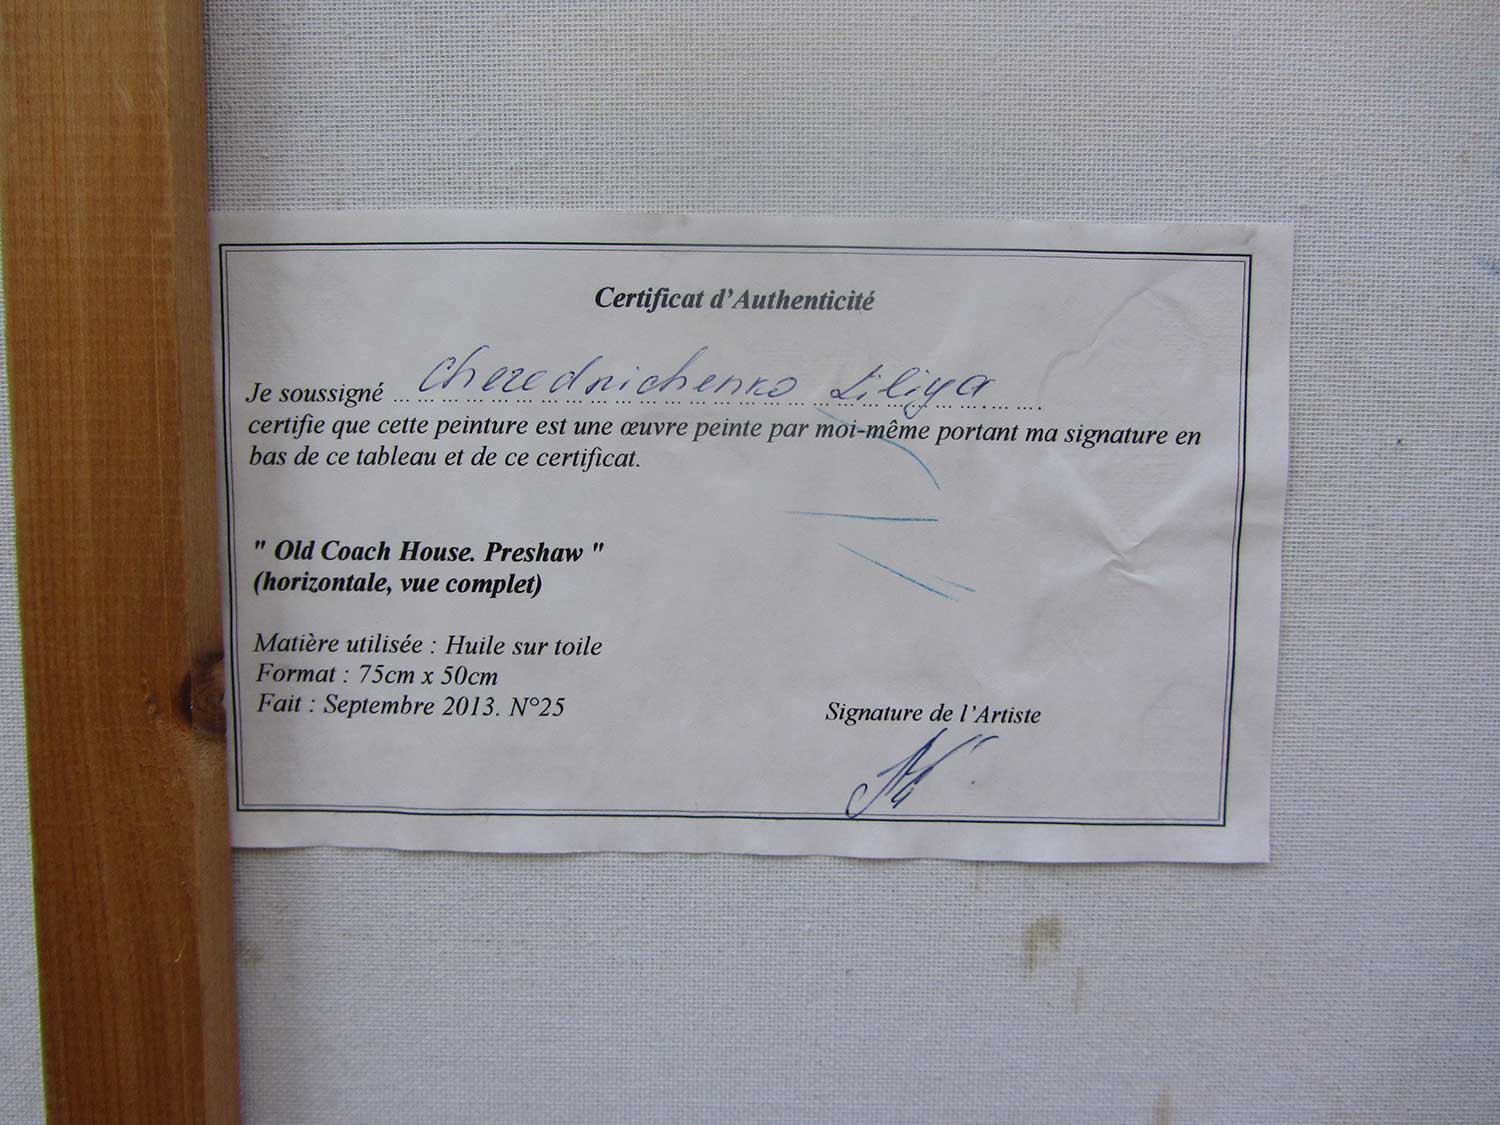 Certificat d'Authenticité
Je soussigné ... Cherednichenko Liliya ...
certifie que cette peinture est une œuvre peinte par moi-même portant ma signature en
bas de ce tableau et de ce certificat.
" Old Coach House. Preshaw "
(horizontale, vue complet)
Matière utilisée : Huile sur toile
Format : 75cm x 50cm
Fait : Septembre 2013. N°25
Signature de l'Artiste